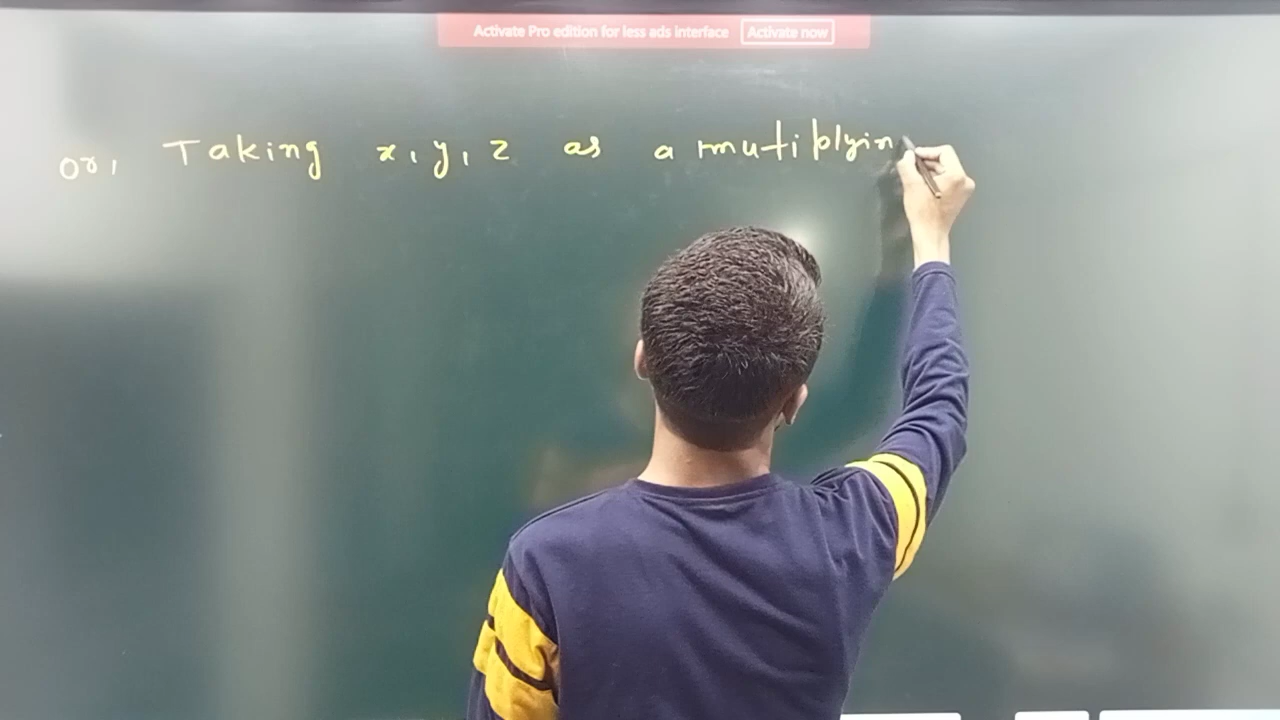 Activate Pro edition for less ads interface Activate now
or, Taking x, y, z as a mutiplyin